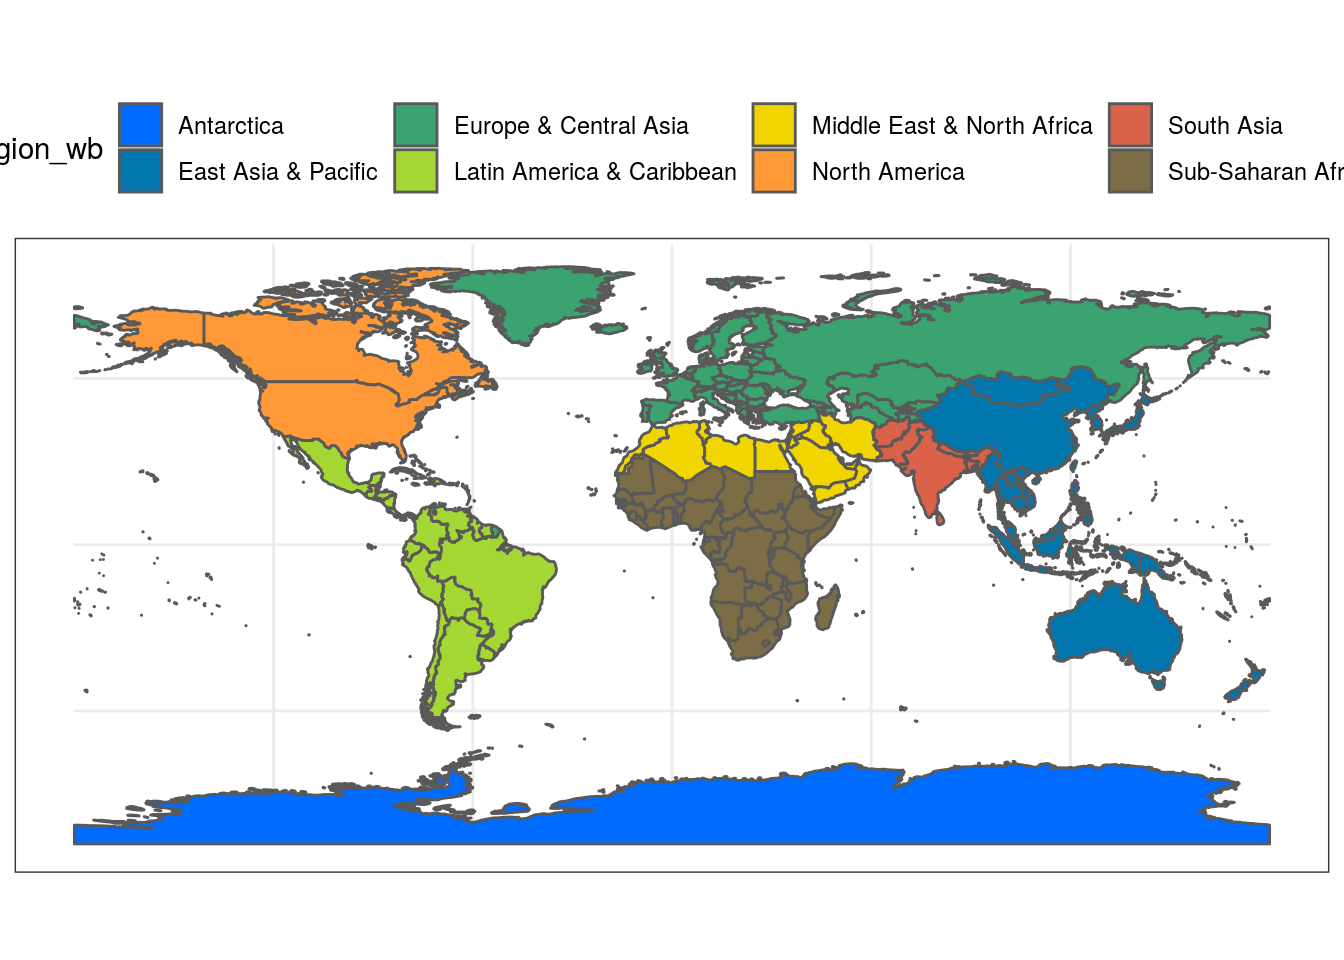 gion_wb
Antarctica
East Asia & Pacific
Europe & Central Asia
Latin America & Caribbean
Middle East & North Africa
North America
South Asia
Sub-Saharan Afr